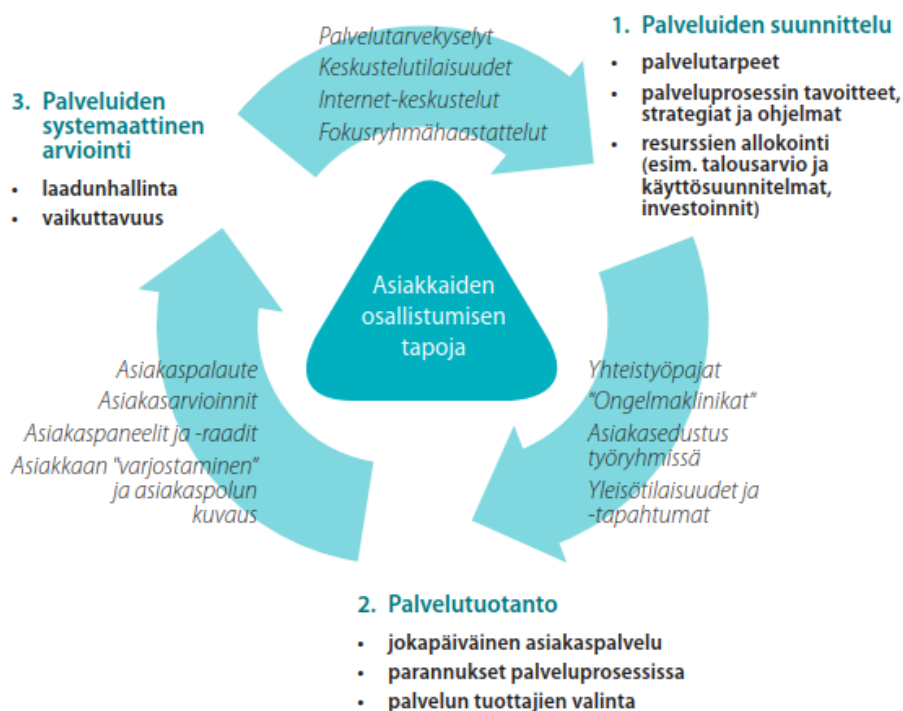 Palvelutarvekyselyt
Keskustelutilaisuudet
Internet-keskustelut
Fokusryhmähaastattelut
1. Palveluiden suunnittelu
• palvelutarpeet
• palveluprosessin tavoitteet,
strategiat ja ohjelmat
• resurssien allokointi
(esim. talousarvio ja
käyttösuunnitelmat,
investoinnit)
3. Palveluiden
systemaattinen
arviointi
• laadunhallinta
• vaikuttavuus
Asiakkaiden
osallistumisen
tapoja
Yhteistyöpajat
"Ongelmaklinikat"
Asiakasedustus
työryhmissä
Yleisötilaisuudet ja
-tapahtumat
Asiakaspalaute
Asiakasarvioinnit
Asiakaspaneelit ja -raadit
Asiakkaan "varjostaminen"
ja asiakaspolun
kuvaus
2. Palvelutuotanto
• jokapäiväinen asiakaspalvelu
• parannukset palveluprosessissa
• palvelun tuottajien valinta